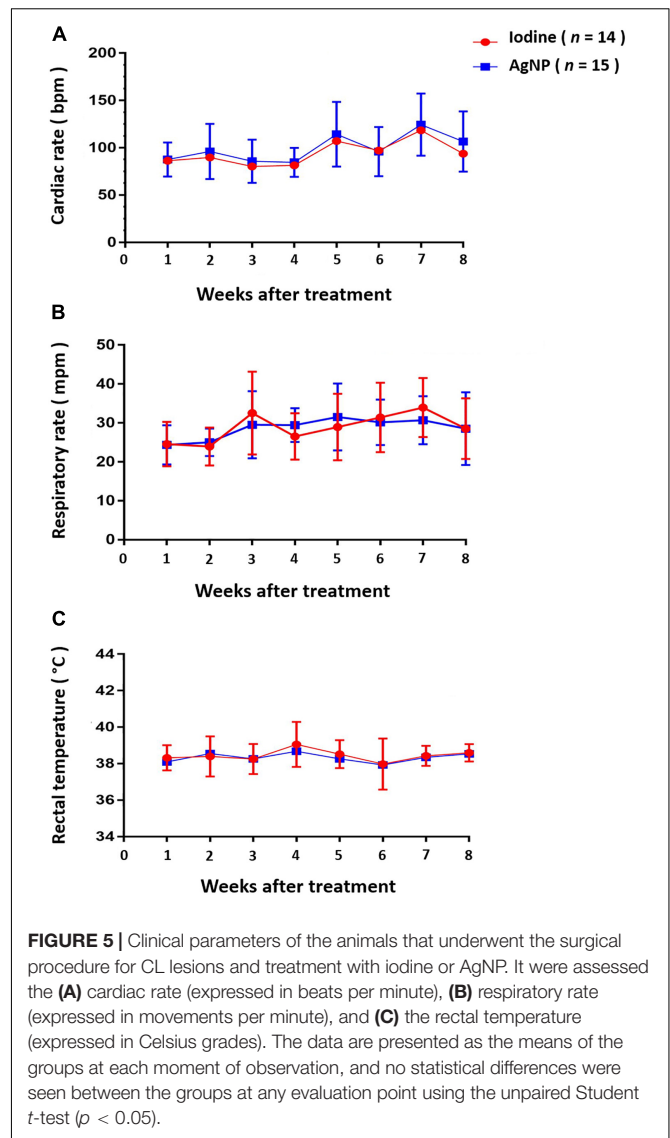 A
Iodine ( n = 14 )
AgNP ( n = 15 )
Cardiac rate ( bpm )
200
150
100
50
0
0 1 2 3 4 5 6 7 8
Weeks after treatment
B
Respiratory rate ( mpm )
50
40
30
20
10
0
0 1 2 3 4 5 6 7 8
Weeks after treatment
C
Rectal temperature ( °C )
44
42
40
38
36
34
0 1 2 3 4 5 6 7 8
Weeks after treatment
FIGURE 5 | Clinical parameters of the animals that underwent the surgical
procedure for CL lesions and treatment with iodine or AgNP. It were assessed
the (A) cardiac rate (expressed in beats per minute), (B) respiratory rate
(expressed in movements per minute), and (C) the rectal temperature
(expressed in Celsius grades). The data are presented as the means of the
groups at each moment of observation, and no statistical differences were
seen between the groups at any evaluation point using the unpaired Student
t-test (p < 0.05).